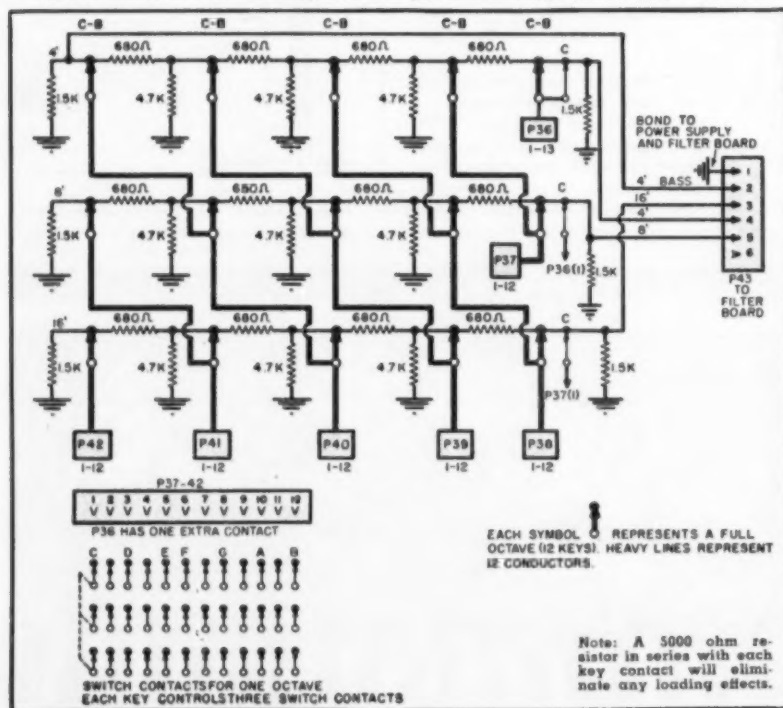 C-B C-B C-B C-B C-B
4' 680Ω 680Ω 680Ω 680Ω C
1.5K 4.7K 4.7K 4.7K 4.7K 1.5K
P36
1-13
BOND TO
POWER SUPPLY
AND FILTER BOARD
1
4' BASS 2
16' 3
4' 4
8' 5
6
P43
TO
FILTER
BOARD
8' 680Ω 650Ω 680Ω 680Ω C
1.5K 4.7K 4.7K 4.7K 4.7K 1.5K
P37
1-12
P36(1)
16' 680Ω 680Ω 680Ω 680Ω C
1.5K 4.7K 4.7K 4.7K 4.7K 1.5K
P37(1)
P42 P41 P40 P39 P38
1-12 1-12 1-12 1-12 1-12
P37-42
1 2 3 4 5 6 7 8 9 10 11 12
P36 HAS ONE EXTRA CONTACT
C D E F G A B
SWITCH CONTACTS FOR ONE OCTAVE
EACH KEY CONTROLS THREE SWITCH CONTACTS
EACH SYMBOL REPRESENTS A FULL
OCTAVE (12 KEYS). HEAVY LINES REPRESENT
12 CONDUCTORS.
Note: A 5000 ohm re-
sistor in series with each
key contact will elimi-
nate any loading effects.